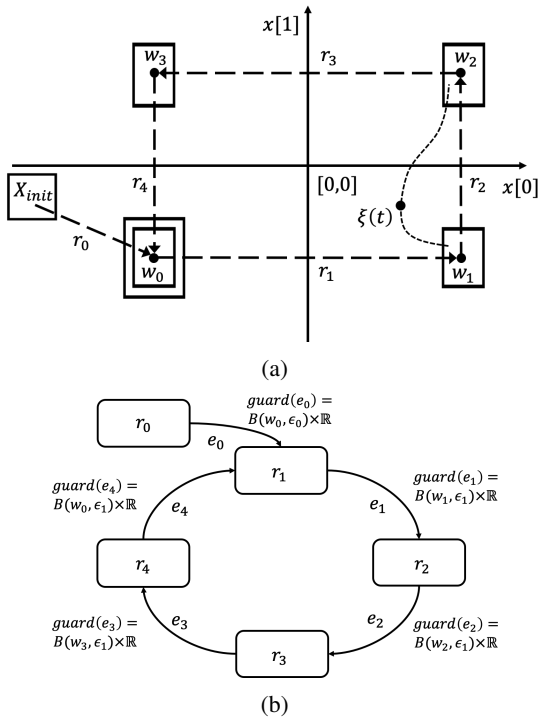 x[1]
w₃
w₂
r₃
X_init
r₄
[0,0]
r₂
x[0]
ξ(t)
r₀
w₀
r₁
w₁
(a)
guard(e₀) =
B(w₀,ϵ₀)×ℝ
r₀
e₀
guard(e₄) =
B(w₀,ϵ₁)×ℝ
r₁
guard(e₁) =
B(w₁,ϵ₁)×ℝ
e₄
e₁
r₄
r₂
guard(e₃) =
B(w₃,ϵ₁)×ℝ
e₃
e₂
guard(e₂) =
B(w₂,ϵ₁)×ℝ
r₃
(b)